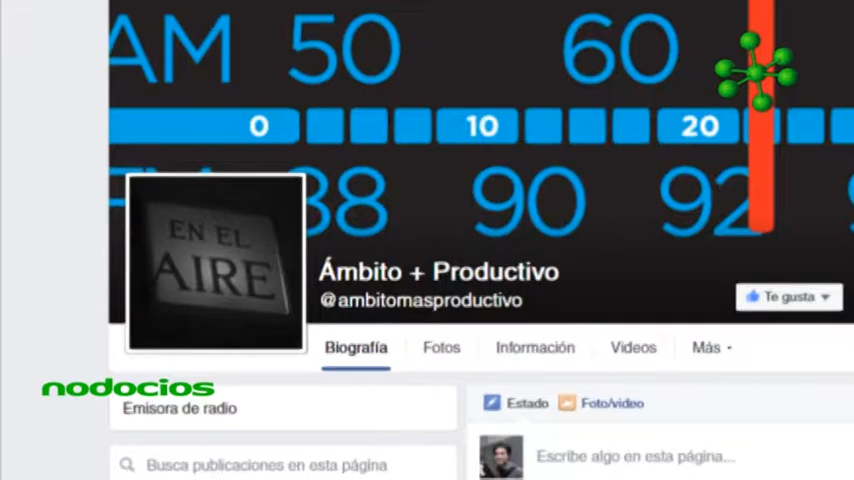 AM 50 60
0 10 20
88 90 92
EN EL
AIRE
Ámbito + Productivo
@ambitomasproductivo
Te gusta
Biografía Fotos Información Videos Más
nodocios
Emisora de radio
Estado Foto/video
Busca publicaciones en esta página
Escribe algo en esta página...